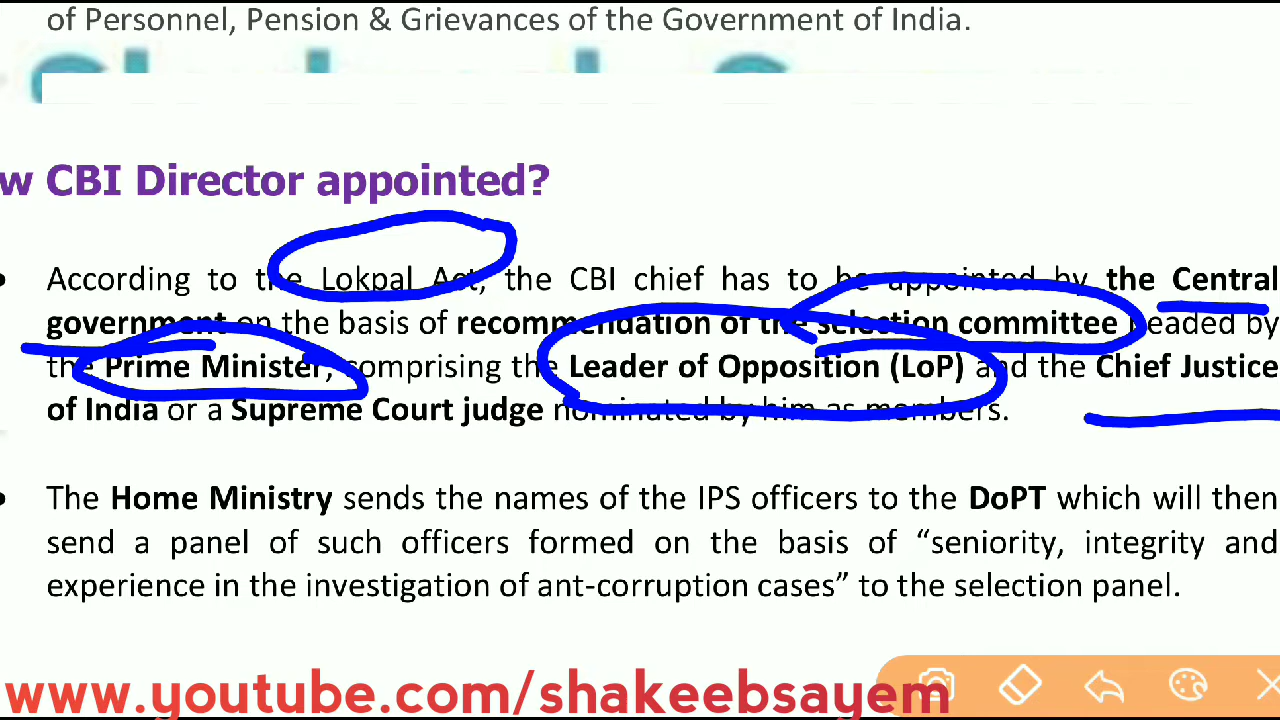 of Personnel, Pension & Grievances of the Government of India.
w CBI Director appointed?
According to the Lokpal Act, the CBI chief has to be appointed by the Central
government on the basis of recommendation of the selection committee headed by
the Prime Minister, comprising the Leader of Opposition (LoP) and the Chief Justice
of India or a Supreme Court judge nominated by him as members.
The Home Ministry sends the names of the IPS officers to the DoPT which will then
send a panel of such officers formed on the basis of “seniority, integrity and
experience in the investigation of ant-corruption cases” to the selection panel.
www.youtube.com/shakeebsayem